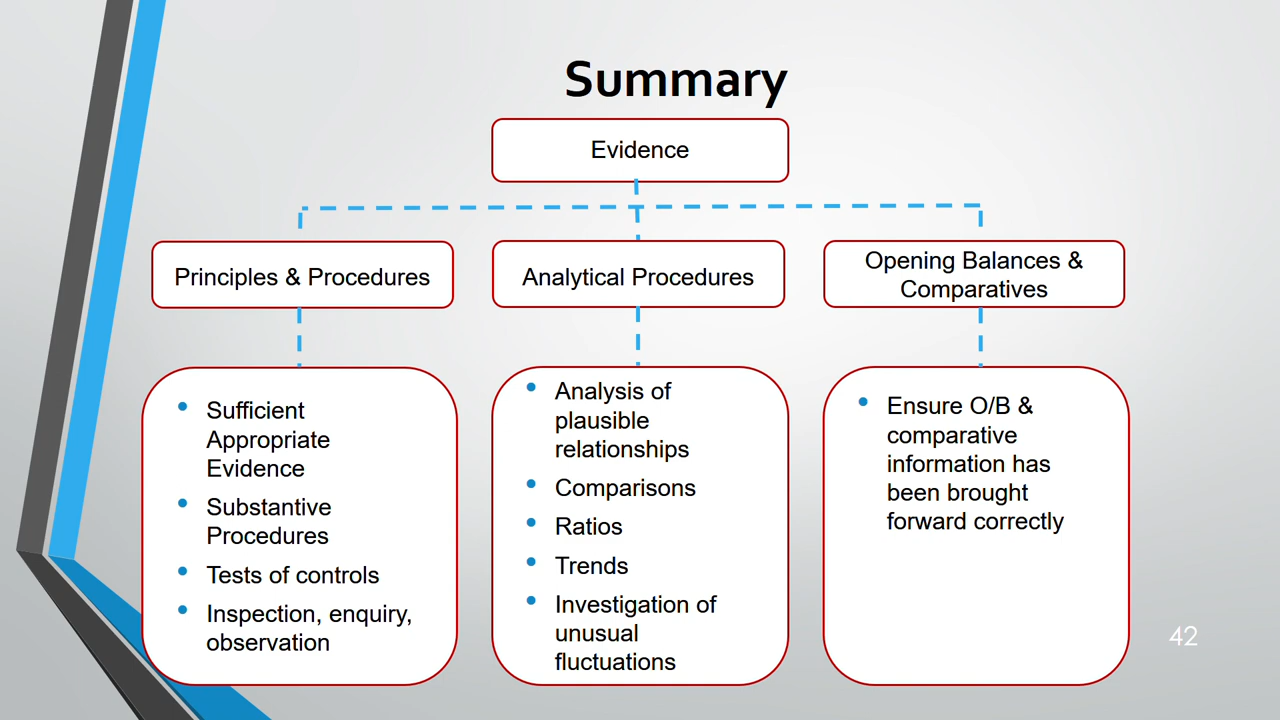 Summary
Evidence
Principles & Procedures
Analytical Procedures
Opening Balances &
Comparatives
• Sufficient
Appropriate
Evidence
• Substantive
Procedures
• Tests of controls
• Inspection, enquiry,
observation
• Analysis of
plausible
relationships
• Comparisons
• Ratios
• Trends
• Investigation of
unusual
fluctuations
• Ensure O/B &
comparative
information has
been brought
forward correctly
42